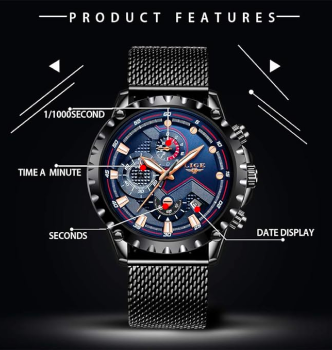 PRODUCT FEATURES
1/1000SECOND
TIME A MINUTE
LIGE
SECONDS
DATE DISPLAY